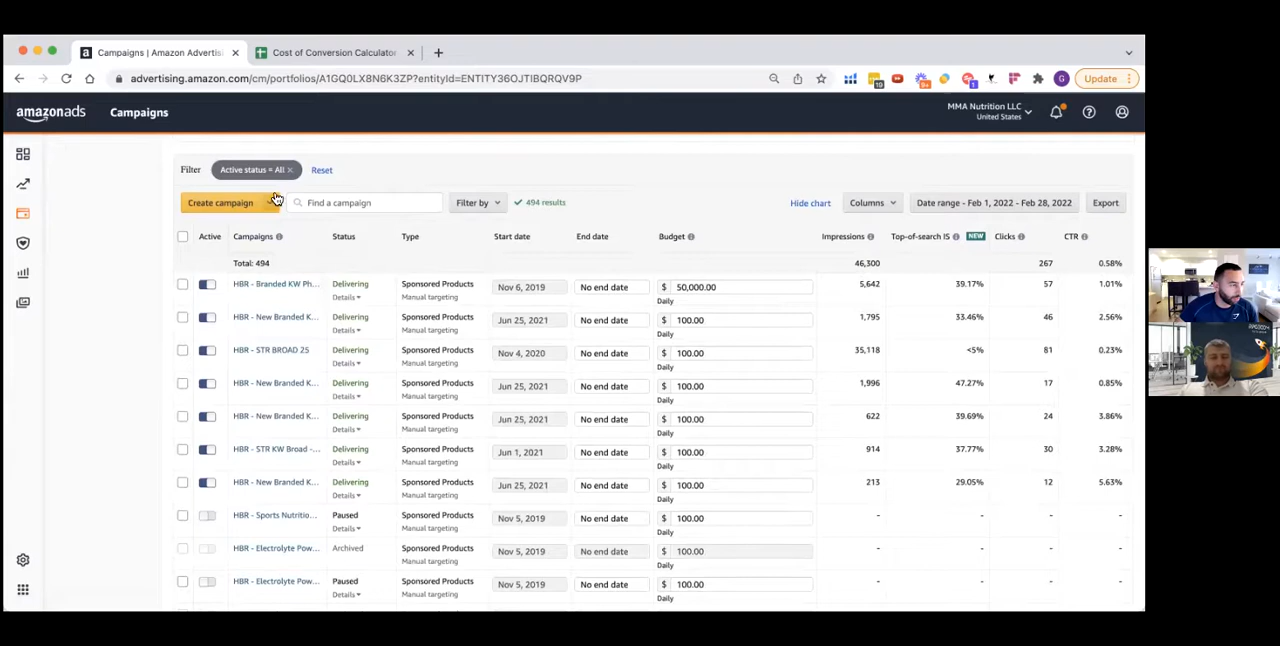 Campaigns | Amazon Advertisi
Cost of Conversion Calculator
advertising.amazon.com/cm/portfolios/A1GQ0LX8N6K3ZP?entityId=ENTITY36OJTIBQRQV9P
G Update
amazonads Campaigns
MMA Nutrition LLC
United States
Filter Active status = All Reset
Create campaign Find a campaign Filter by 494 results Hide chart Columns Date range - Feb 1, 2022 - Feb 28, 2022 Export
Active Campaigns Status Type Start date End date Budget Impressions Top-of-search IS NEW Clicks CTR
Total: 494 46,300 267 0.58%
HBR - Branded KW Ph... Delivering Sponsored Products Nov 6, 2019 No end date $ 50,000.00 5,642 39.17% 57 1.01%
Details Manual targeting Daily
HBR - New Branded K... Delivering Sponsored Products Jun 25, 2021 No end date $ 100.00 1,795 33.46% 46 2.56%
Details Manual targeting Daily
HBR - STR BROAD 25 Delivering Sponsored Products Nov 4, 2020 No end date $ 100.00 35,118 <5% 81 0.23%
Details Manual targeting Daily
HBR - New Branded K... Delivering Sponsored Products Jun 25, 2021 No end date $ 100.00 1,996 47.27% 17 0.85%
Details Manual targeting Daily
HBR - New Branded K... Delivering Sponsored Products Jun 25, 2021 No end date $ 100.00 622 39.69% 24 3.86%
Details Manual targeting Daily
HBR - STR KW Broad -... Delivering Sponsored Products Jun 1, 2021 No end date $ 100.00 914 37.77% 30 3.28%
Details Manual targeting Daily
HBR - New Branded K... Delivering Sponsored Products Jun 25, 2021 No end date $ 100.00 213 29.05% 12 5.63%
Details Manual targeting Daily
HBR - Sports Nutritio... Paused Sponsored Products Nov 5, 2019 No end date $ 100.00 - - - -
Details Manual targeting Daily
HBR - Electrolyte Pow... Archived Sponsored Products Nov 5, 2019 No end date $ 100.00 - - - -
Manual targeting Daily
HBR - Electrolyte Pow... Paused Sponsored Products Nov 5, 2019 No end date $ 100.00 - - - -
Details Manual targeting Daily